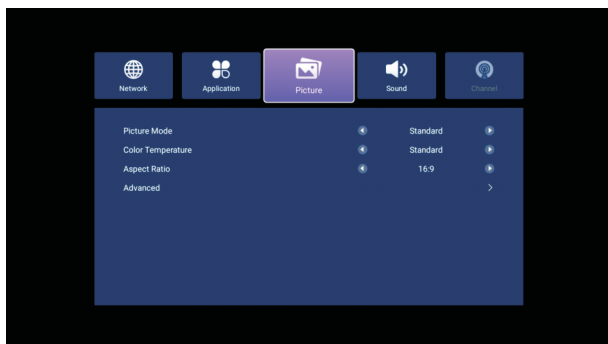 Network Application Picture Sound Channel
Picture Mode Standard
Color Temperature Standard
Aspect Ratio 16:9
Advanced